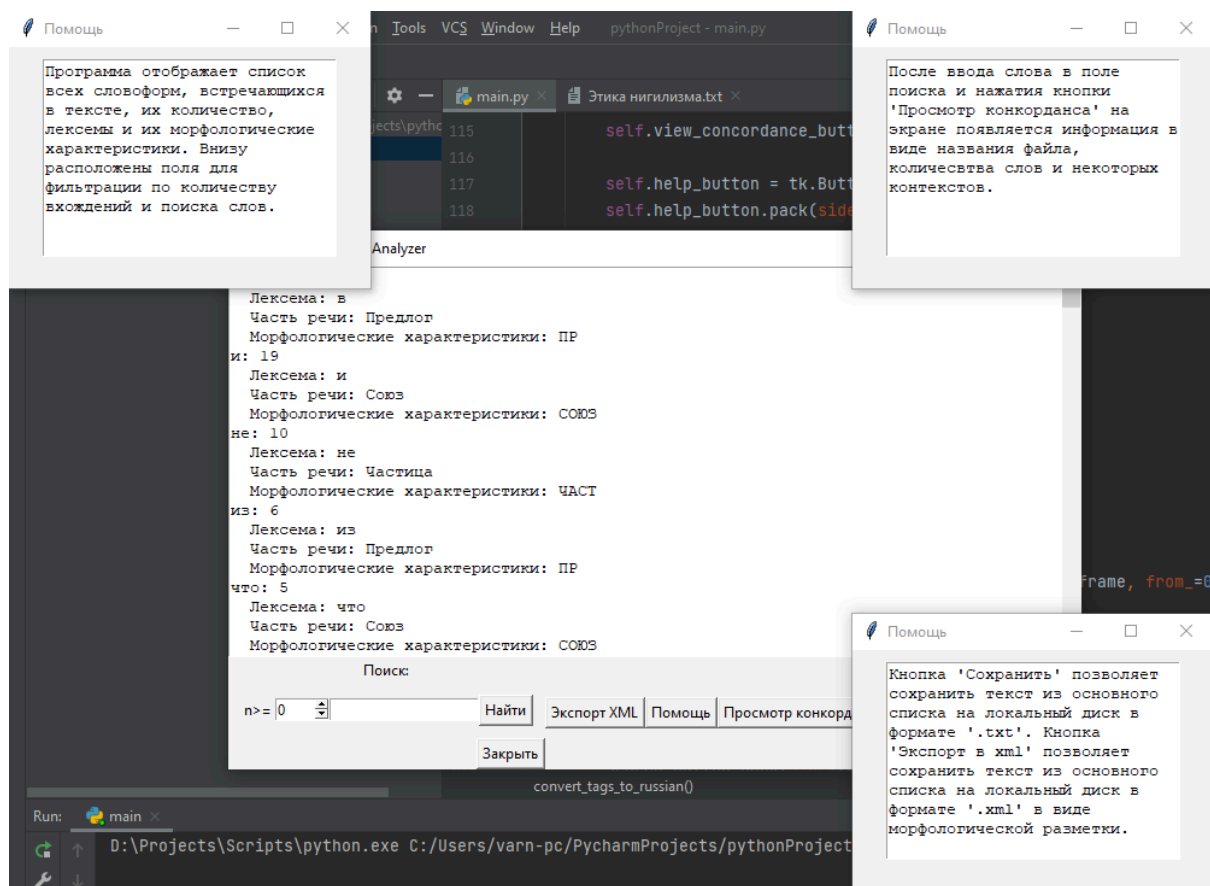 Помощь
Программа отображает список
всех словоформ, встречающихся
в тексте, их количество,
лексемы и их морфологические
характеристики. Внизу
расположены поля для
фильтрации по количеству
вхождений и поиска слов.
Tools VCS Window Help pythonProject - main.py
main.py Этика нигилизма.txt
115 self.view_concordance_butt
116
117 self.help_button = tk.Butt
118 self.help_button.pack(side
Помощь
После ввода слова в поле
поиска и нажатия кнопки
'Просмотр конкорданса' на
экране появляется информация в
виде названия файла,
количесвтва слов и некоторых
контекстов.
Analyzer
Лексема: в
Часть речи: Предлог
Морфологические характеристики: ПР
и: 19
Лексема: и
Часть речи: Союз
Морфологические характеристики: СОЮЗ
не: 10
Лексема: не
Часть речи: Частица
Морфологические характеристики: ЧАСТ
из: 6
Лексема: из
Часть речи: Предлог
Морфологические характеристики: ПР
что: 5
Лексема: что
Часть речи: Союз
Морфологические характеристики: СОЮЗ
Поиск:
n>= 0 Найти Экспорт XML Помощь Просмотр конкорд
Закрыть
frame, from_=0
Помощь
Кнопка 'Сохранить' позволяет
сохранить текст из основного
списка на локальный диск в
формате '.txt'. Кнопка
'Экспорт в xml' позволяет
сохранить текст из основного
списка на локальный диск в
формате '.xml' в виде
морфологической разметки.
convert_tags_to_russian()
Run: main
D:\Projects\Scripts\python.exe C:/Users/varn-pc/PycharmProjects/pythonProject